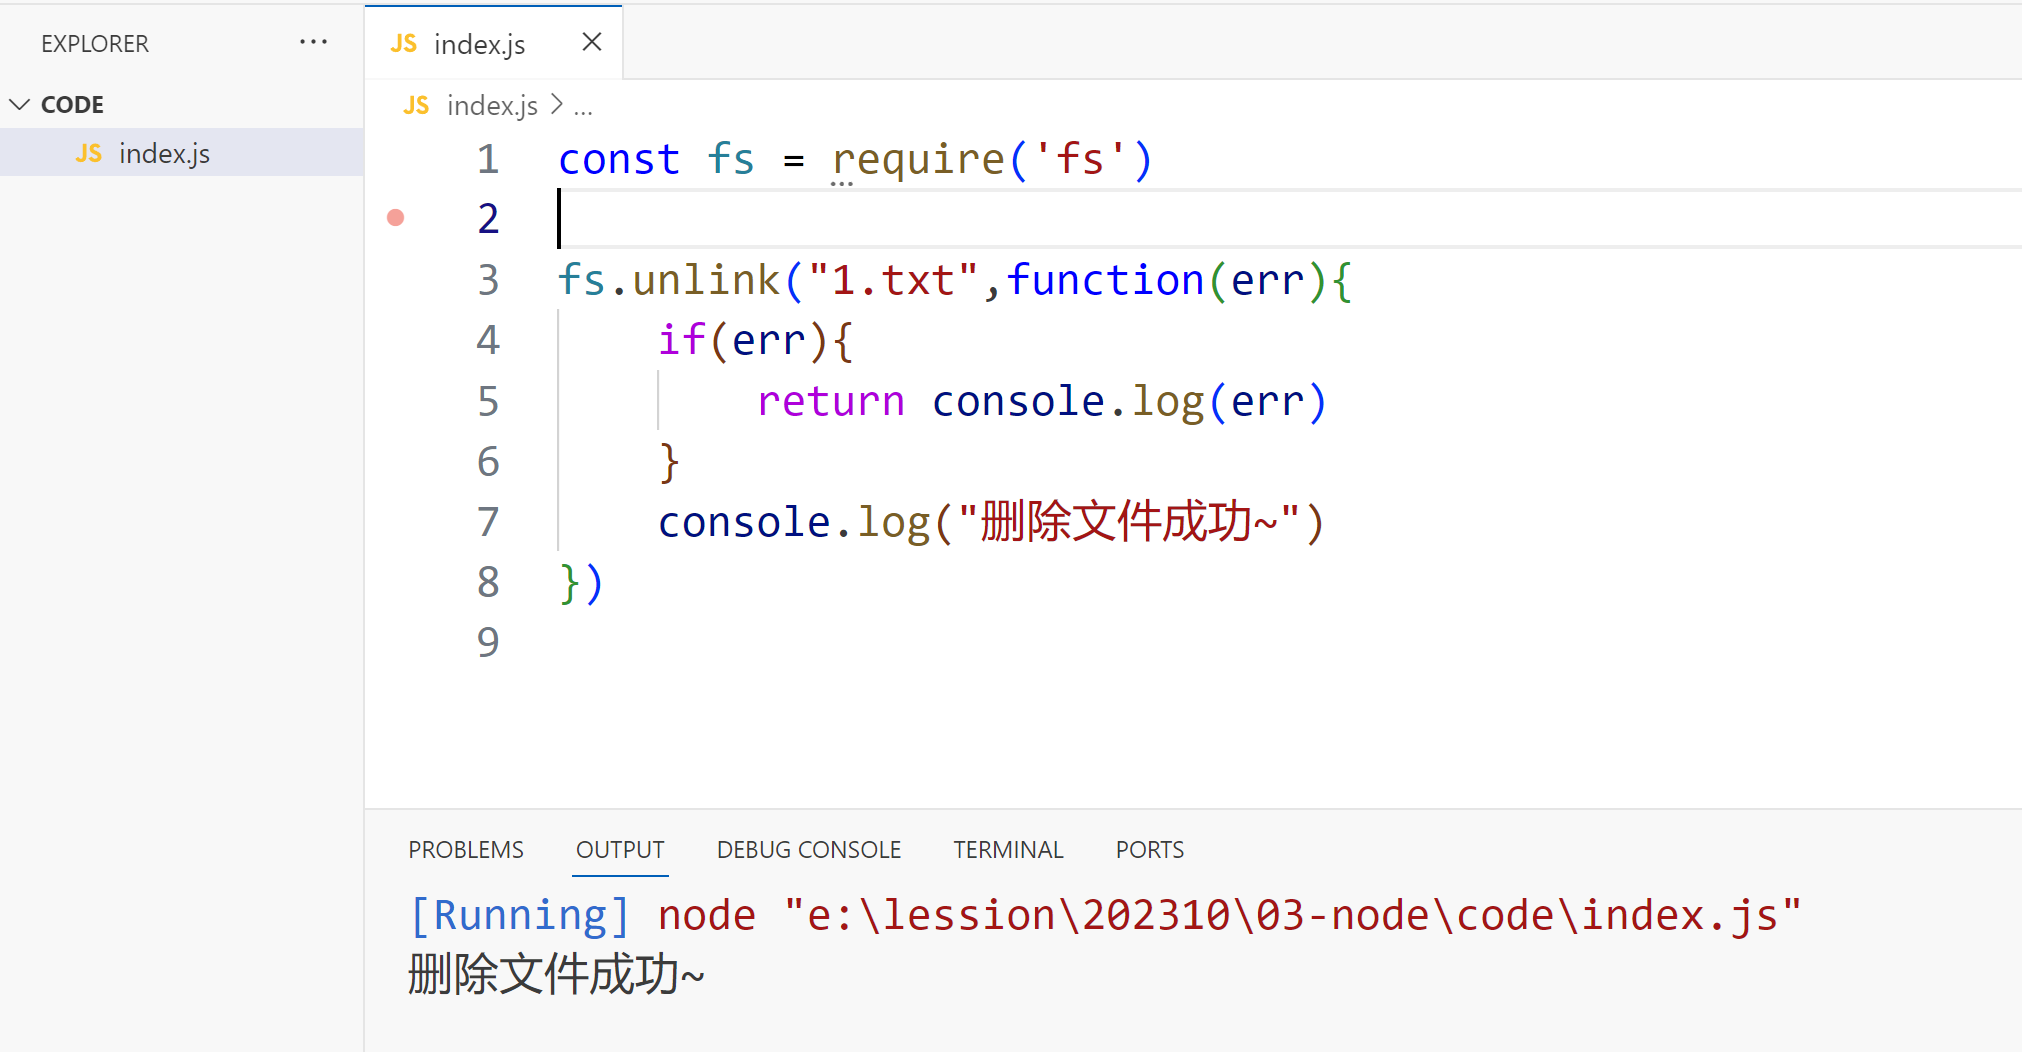 EXPLORER ...
CODE
JS index.js
JS index.js ×
JS index.js > ...
1 const fs = require('fs')
2
3 fs.unlink("1.txt",function(err){
4     if(err){
5         return console.log(err)
6     }
7     console.log("删除文件成功~")
8 })
9
PROBLEMS OUTPUT DEBUG CONSOLE TERMINAL PORTS
[Running] node "e:\lession\202310\03-node\code\index.js"
删除文件成功~